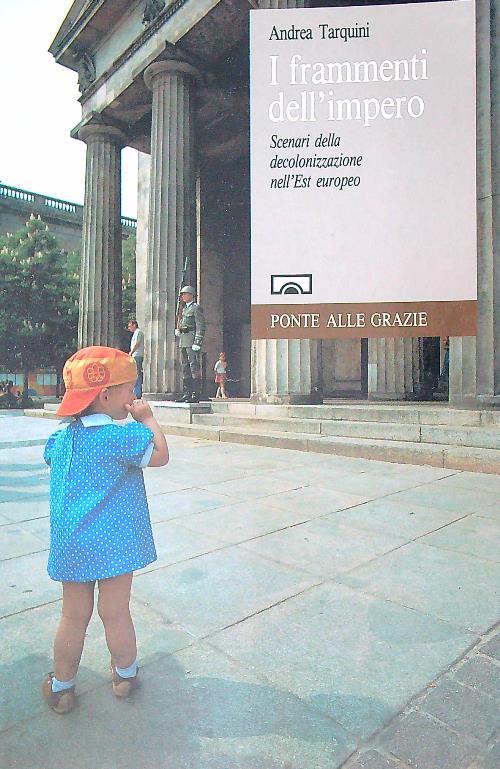 Andrea Tarquini
I frammenti
dell'impero
Scenari della
decolonizzazione
nell'Est europeo
PONTE ALLE GRAZIE